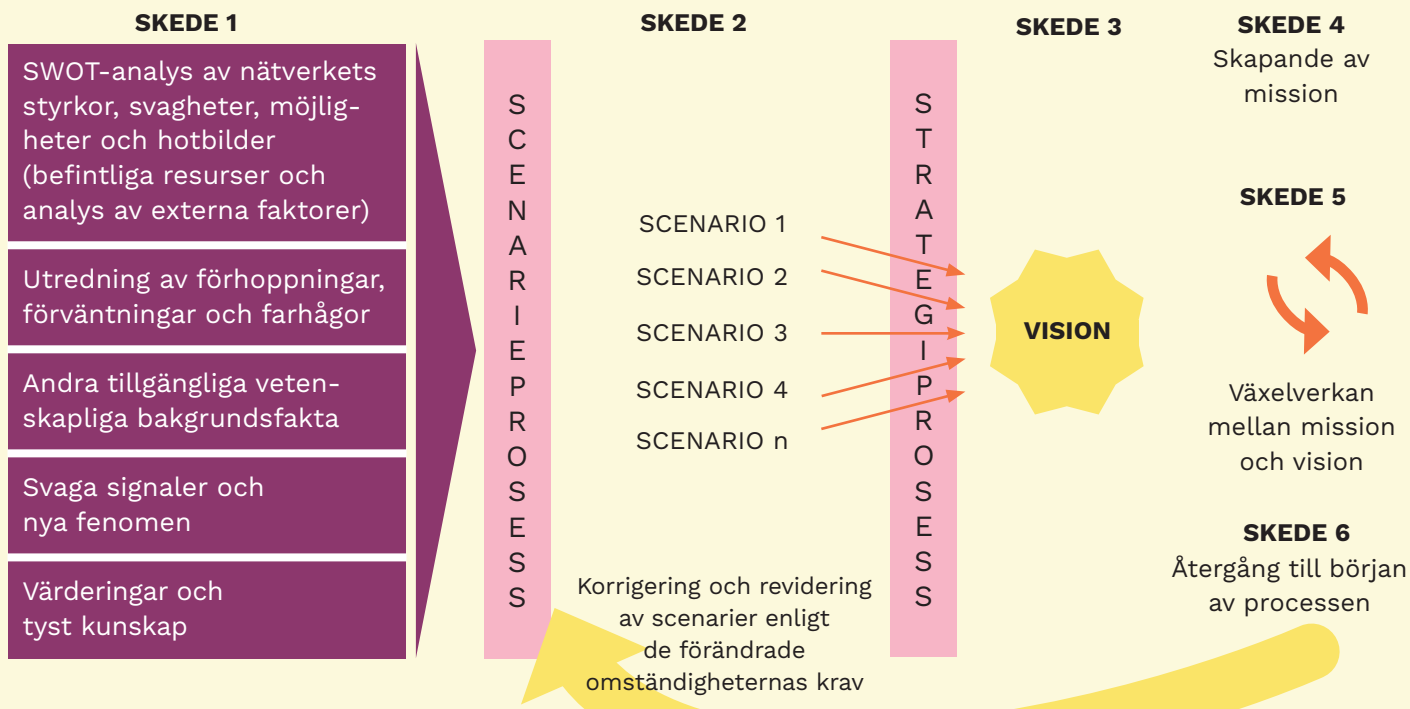 SKEDE 1
SWOT-analys av nätverkets
styrkor, svagheter, möjlig-
heter och hotbilder
(befintliga resurser och
analys av externa faktorer)
Utredning av förhoppningar,
förväntningar och farhågor
Andra tillgängliga veten-
skapliga bakgrundsfakta
Svaga signaler och
nya fenomen
Värderingar och
tyst kunskap
SCENARIEPROSESS
SKEDE 2
SCENARIO 1
SCENARIO 2
SCENARIO 3
SCENARIO 4
SCENARIO n
Korrigering och revidering
av scenarier enligt
de förändrade
omständigheternas krav
STRATEGIPROSESS
SKEDE 3
VISION
SKEDE 4
Skapande av
mission
SKEDE 5
Växelverkan
mellan mission
och vision
SKEDE 6
Återgång till början
av processen